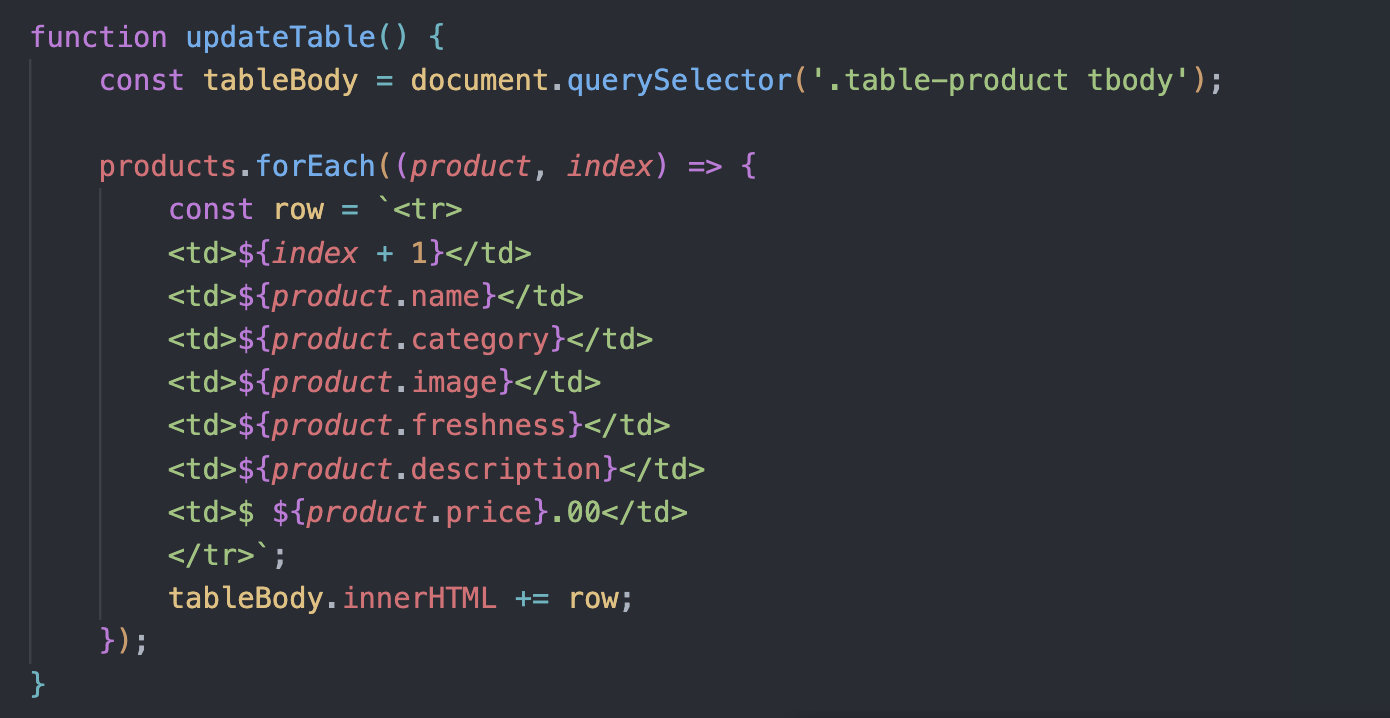 function updateTable() {
    const tableBody = document.querySelector('.table-product tbody');

    products.forEach((product, index) => {
        const row = `<tr>
        <td>${index + 1}</td>
        <td>${product.name}</td>
        <td>${product.category}</td>
        <td>${product.image}</td>
        <td>${product.freshness}</td>
        <td>${product.description}</td>
        <td>$ ${product.price}.00</td>
        </tr>`;
        tableBody.innerHTML += row;
    });
}